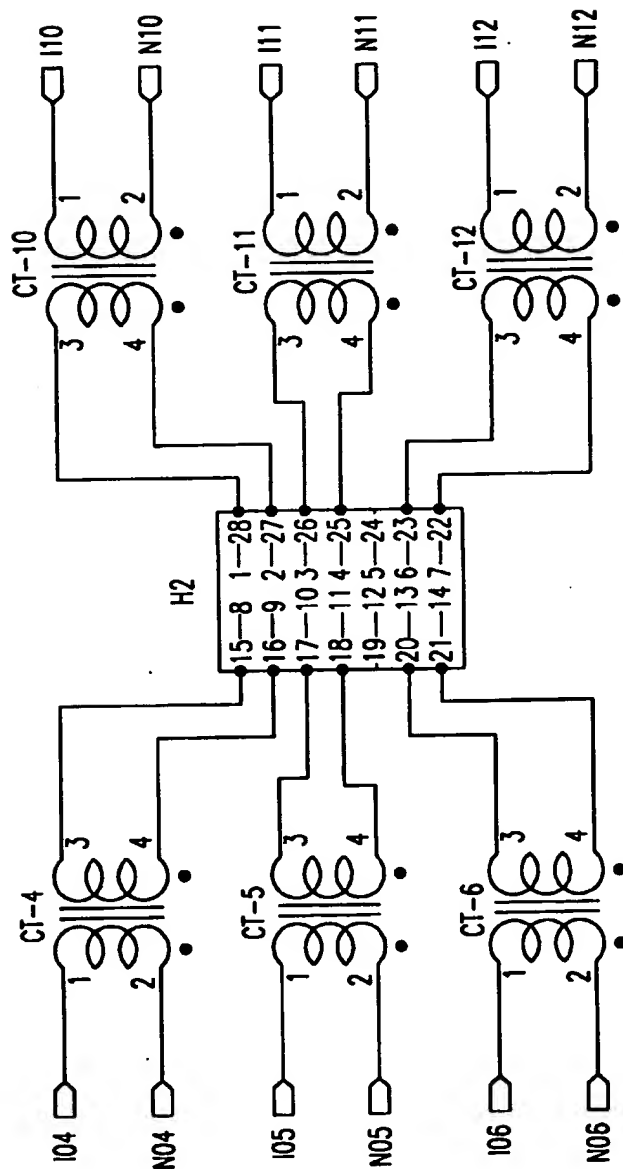 CT-4 CT-10
I04 1 3 3 1 I10
N04 2 4 4 2 N10
H2
15—8 1—28
16—9 2—27
17—10 3—26
18—11 4—25
19—12 5—24
20—13 6—23
21—14 7—22
CT-5 CT-11
I05 1 3 3 1 I11
N05 2 4 4 2 N11
CT-6 CT-12
I06 1 3 3 1 I12
N06 2 4 4 2 N12